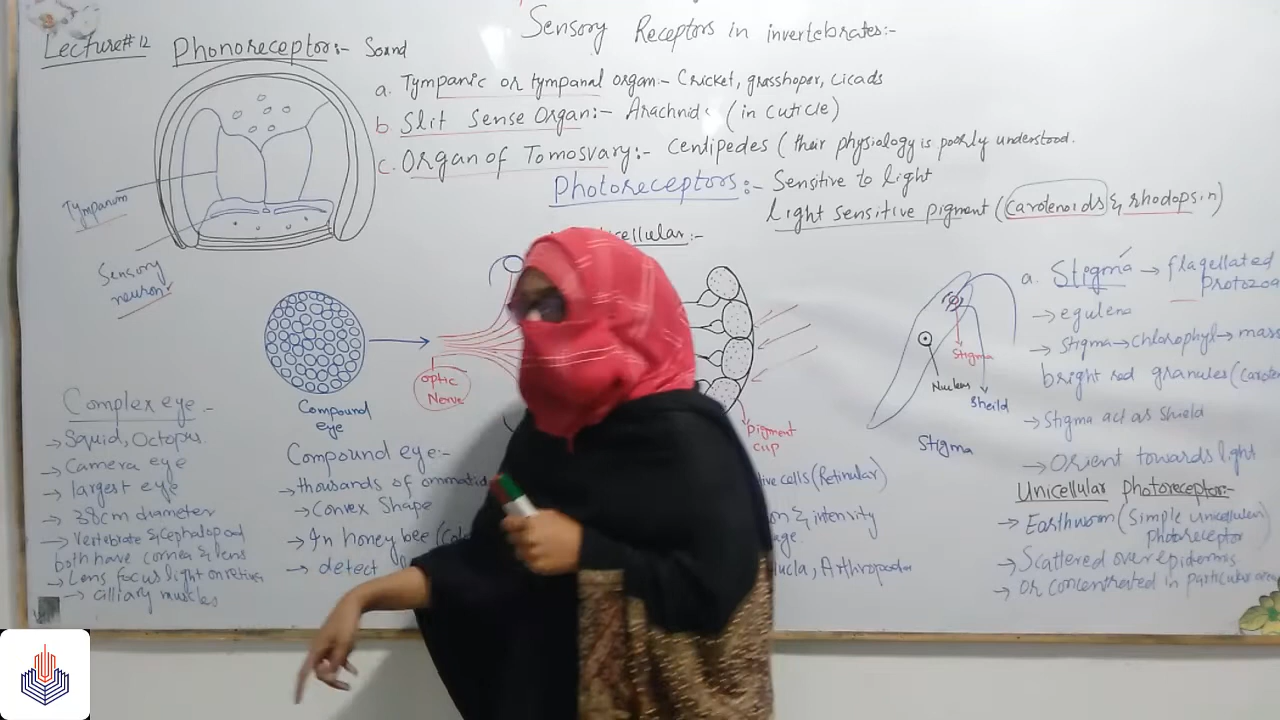 Sensory Receptors in invertebrates:-
Lecture# 12 Phonoreceptor:- Sound
a. Tympanic or tympanal organ:- Cricket, grasshoper, cicads
b. Slit Sense Organ:- Arachnids (in cuticle)
c. Organ of Tomosvary:- Centipedes (their physiology is poorly understood.
Tympanum
Sensory
neuron
Photoreceptors:- Sensitive to light
light sensitive pigment (carotenoids & rhodopsin)
cellular:-
Optic
Nerve
Compound
eye
Pigment
cup
Stigma
Nucleus
Sheild
Stigma
a. Stigma → flagellated
protozoa
→ eguleno
→ Stigma → chlorophyl → mass
bright red granules (carote
→ Stigma act as shield
→ Orient towards light
Unicellular photoreceptor:-
→ Earthworm (Simple unicellular)
photoreceptor
→ Scattered over epidermis
→ Or concentrated in particular area
Complex eye:-
→ Squid, Octopus.
→ Camera eye
→ largest eye
→ 38cm diameter
→ Vertebrate & Cephalopod
both have cornea & lens
→ Lens focus light on retina
→ cilliary muscles
Compound eye:-
→ thousands of ommatid
→ Convex Shape
→ In honey bee (Col
→ detect
tive cells (Retinular)
on & intensity
age.
ucla, Arthropoda